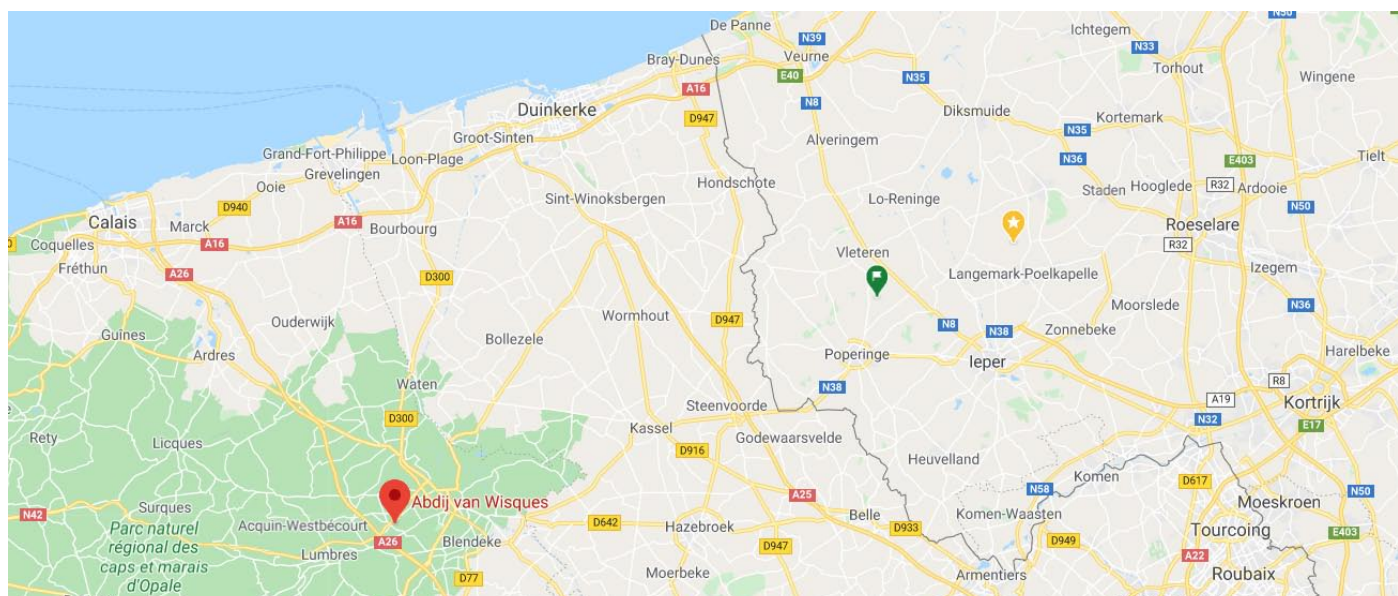 De Panne
N39
N50
Ichtegem
N33
Bray-Dunes
Veurne
E40
N35
Torhout
Wingene
A16
Duinkerke
N8
Diksmuide
D947
Kortemark
Groot-Sinten
Alveringem
N35
Grand-Fort-Philippe
Loon-Plage
N36
E403
Tielt
Grevelingen
Ooie
Hondschote
Staden
Hooglede
R32
Ardooie
D940
Sint-Winoksbergen
Lo-Reninge
N50
Calais
Marck
A16
Bourbourg
Roeselare
Coquelles
A16
R32
Fréthun
A26
D300
Vleteren
Langemark-Poelkapelle
Izegem
Moorslede
N36
Ouderwijk
Wormhout
D947
N8
N38
Zonnebeke
Guines
Bollezele
Ardres
Poperinge
Ieper
Harelbeke
Waten
N38
R8
A19
Kortrijk
D300
Steenvoorde
N32
E17
Rety
Licques
Kassel
D916
Godewaarsvelde
Heuvelland
Komen
D617
Moeskroen
N50
N42
Surques
Abdij van Wisques
A25
N58
Parc naturel
régional des
caps et marais
d'Opale
Acquin-Westbécourt
D642
Hazebroek
Belle
D933
Komen-Waasten
Tourcoing
E403
A26
Lumbres
Blendeke
D947
D949
A22
D77
Moerbeke
Armentiers
Roubaix